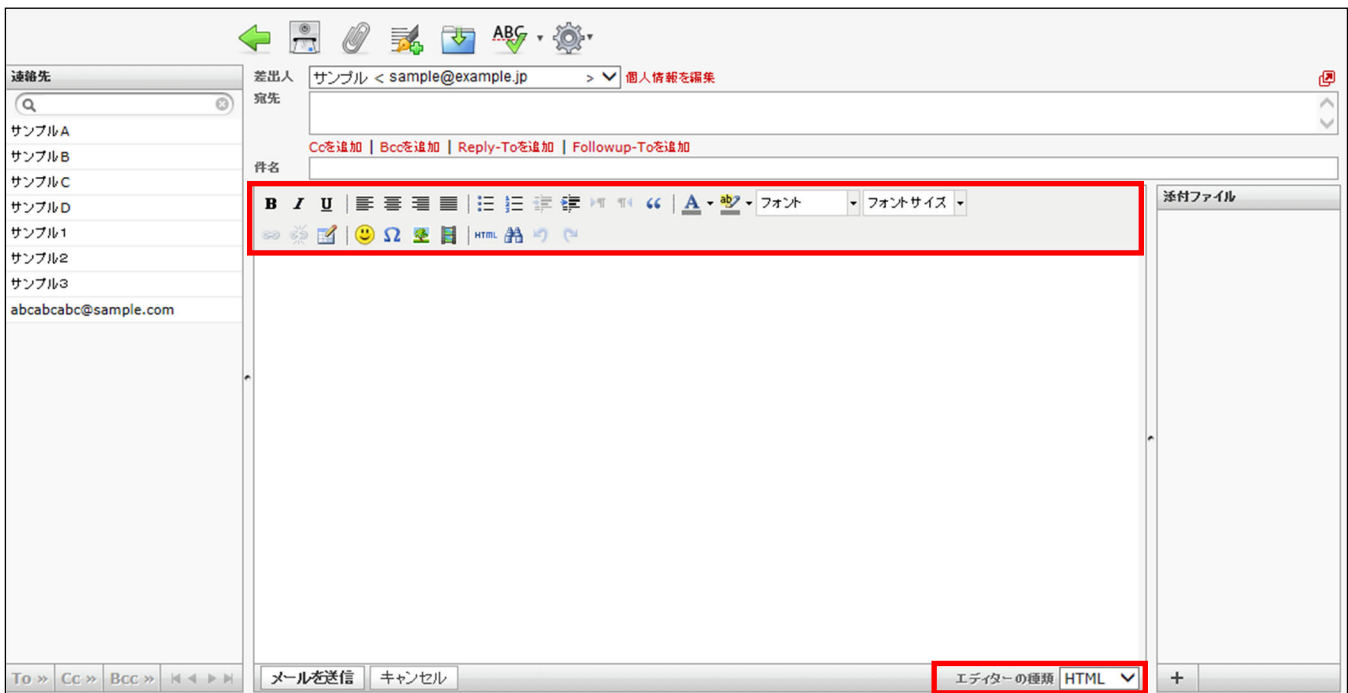 ABC
連絡先
差出人 サンプル < sample@example.jp > 個人情報を編集
宛先
サンプルA
サンプルB
サンプルC
サンプルD
サンプル1
サンプル2
サンプル3
abcabcabc@sample.com
Ccを追加 | Bccを追加 | Reply-Toを追加 | Followup-Toを追加
件名
B I U A ab フォント フォントサイズ
Ω HTML
添付ファイル
To » Cc » Bcc »
メールを送信 キャンセル エディターの種類 HTML +